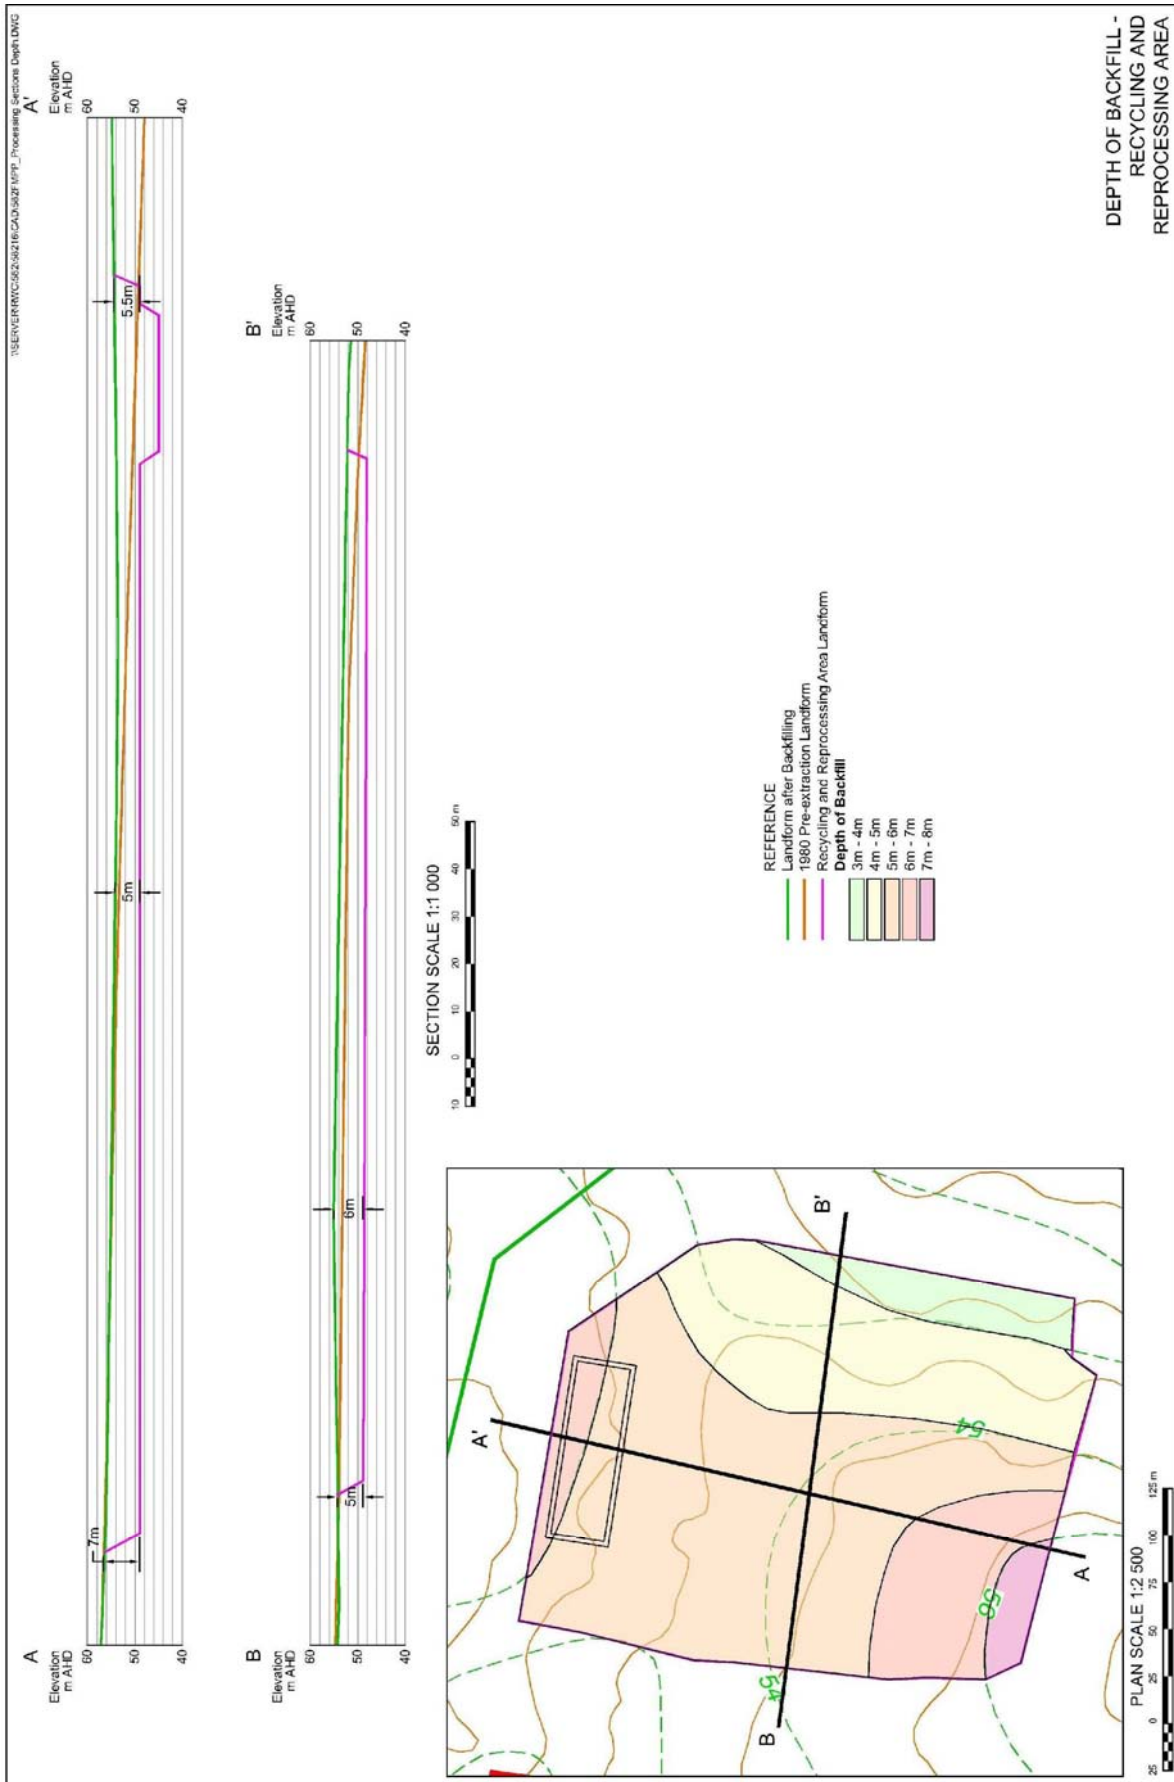 A
Elevation
m AHD
60
50
40
7m
5m
5.5m
A'
Elevation
m AHD
60
50
40
B
Elevation
m AHD
60
50
40
5m
6m
B'
Elevation
m AHD
60
50
40
SECTION SCALE 1:1 000
10 0 10 20 30 40 50 m
REFERENCE
Landform after Backfilling
1980 Pre-extraction Landform
Recycling and Reprocessing Area Landform
Depth of Backfill
3m - 4m
4m - 5m
5m - 6m
6m - 7m
7m - 8m
A'
B'
B
A
54
54
56
PLAN SCALE 1:2 500
25 0 25 50 75 100 125 m
DEPTH OF BACKFILL -
RECYCLING AND
REPROCESSING AREA